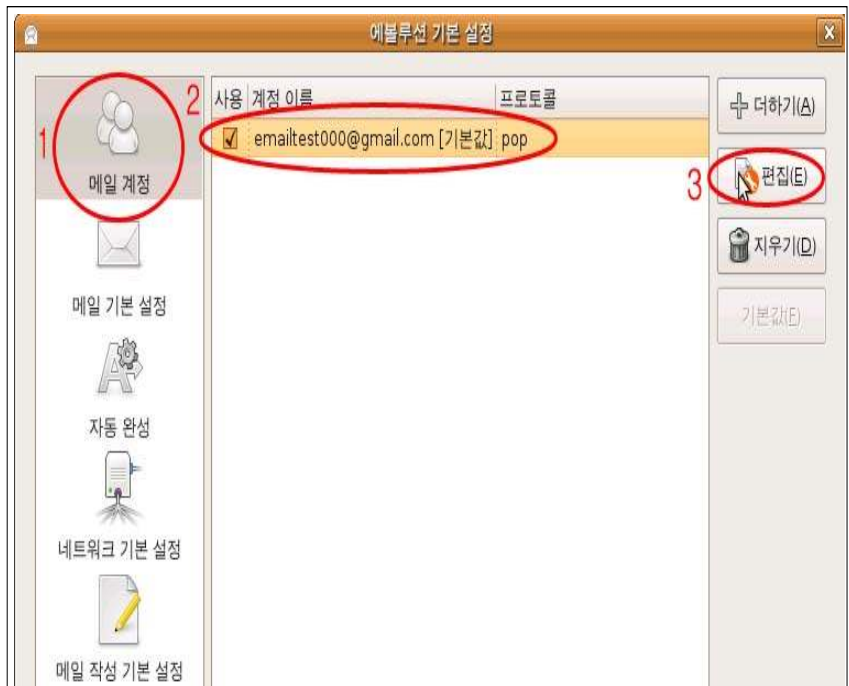 에볼루션 기본 설정
1
메일 계정
메일 기본 설정
자동 완성
네트워크 기본 설정
메일 작성 기본 설정
2
사용 계정 이름 프로토콜
emailtest000@gmail.com [기본값] pop
더하기(A)
3
편집(E)
지우기(D)
기본값(F)